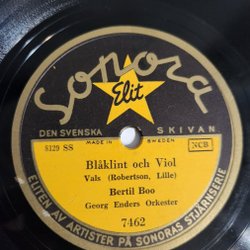 Sonora
Elit
DEN SVENSKA SKIVAN
MADE IN SWEDEN
5129 SS
NCB
Blåklint och Viol
Vals (Robertson, Lille)
Bertil Boo
Georg Enders Orkester
7462
ELITEN AV ARTISTER PÅ SONORAS STJÄRNSERIE